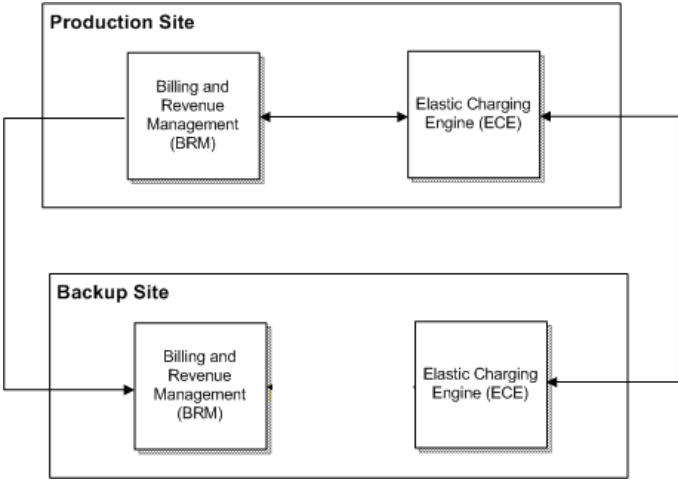 Production Site
Billing and
Revenue
Management
(BRM)
Elastic Charging
Engine (ECE)
Backup Site
Billing and
Revenue
Management
(BRM)
Elastic Charging
Engine (ECE)